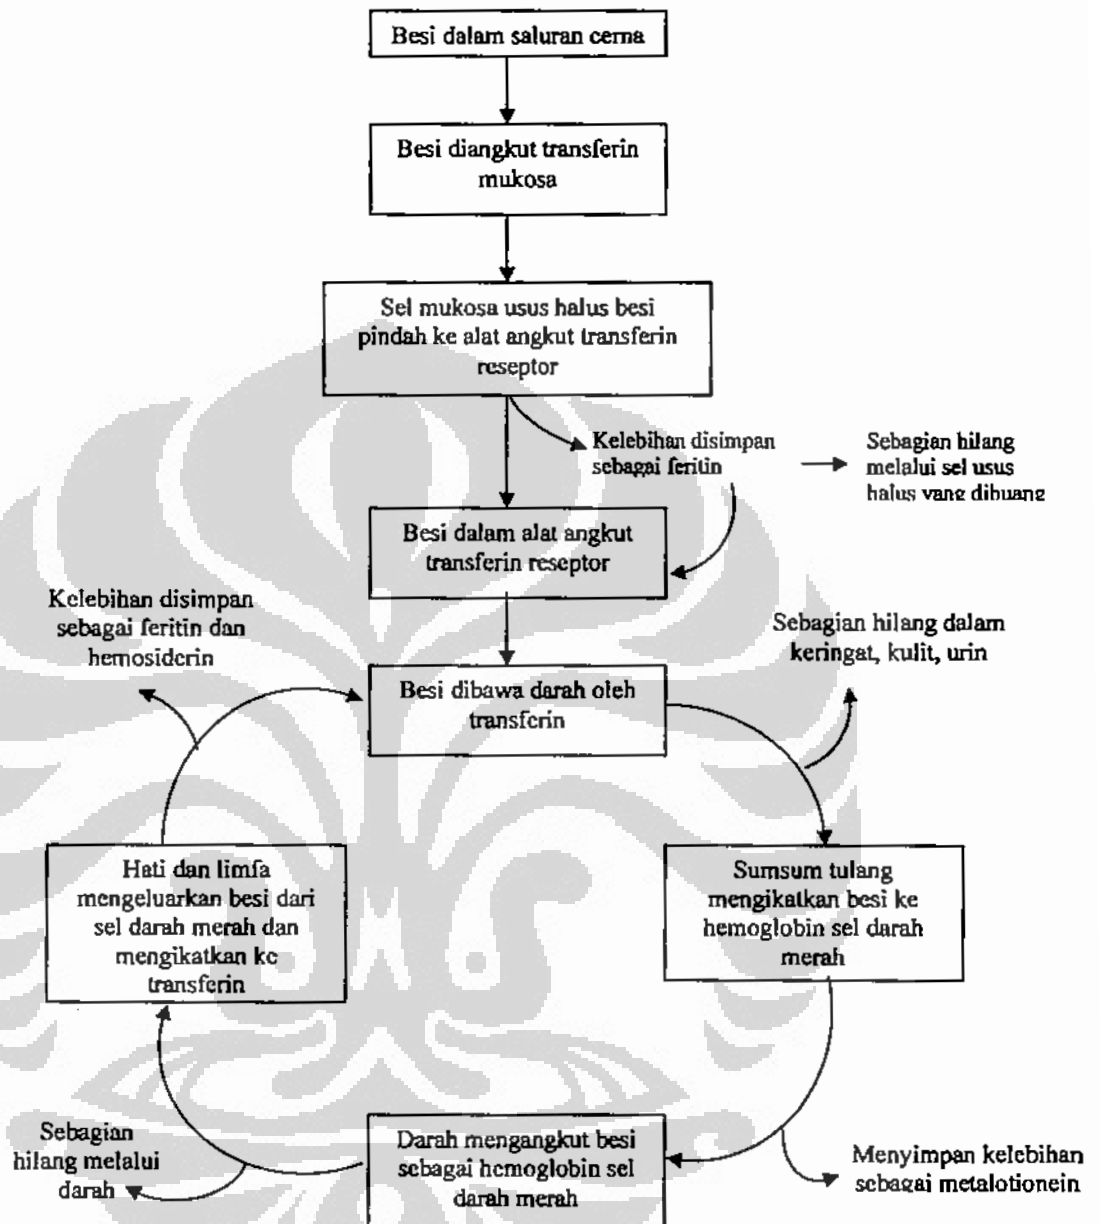 Besi dalam saluran cerna
Besi diangkut transferin
mukosa
Sel mukosa usus halus besi
pindah ke alat angkut transferin
reseptor
Kelebihan disimpan
sebagai feritin
Sebagian hilang
melalui sel usus
halus yang dibuang
Besi dalam alat angkut
transferin reseptor
Kelebihan disimpan
sebagai feritin dan
hemosiderin
Sebagian hilang dalam
keringat, kulit, urin
Besi dibawa darah oleh
transferin
Hati dan limfa
mengeluarkan besi dari
sel darah merah dan
mengikatkan ke
transferin
Sumsum tulang
mengikatkan besi ke
hemoglobin sel darah
merah
Sebagian
hilang melalui
darah
Darah mengangkut besi
sebagai hemoglobin sel
darah merah
Menyimpan kelebihan
sebagai metalotionein